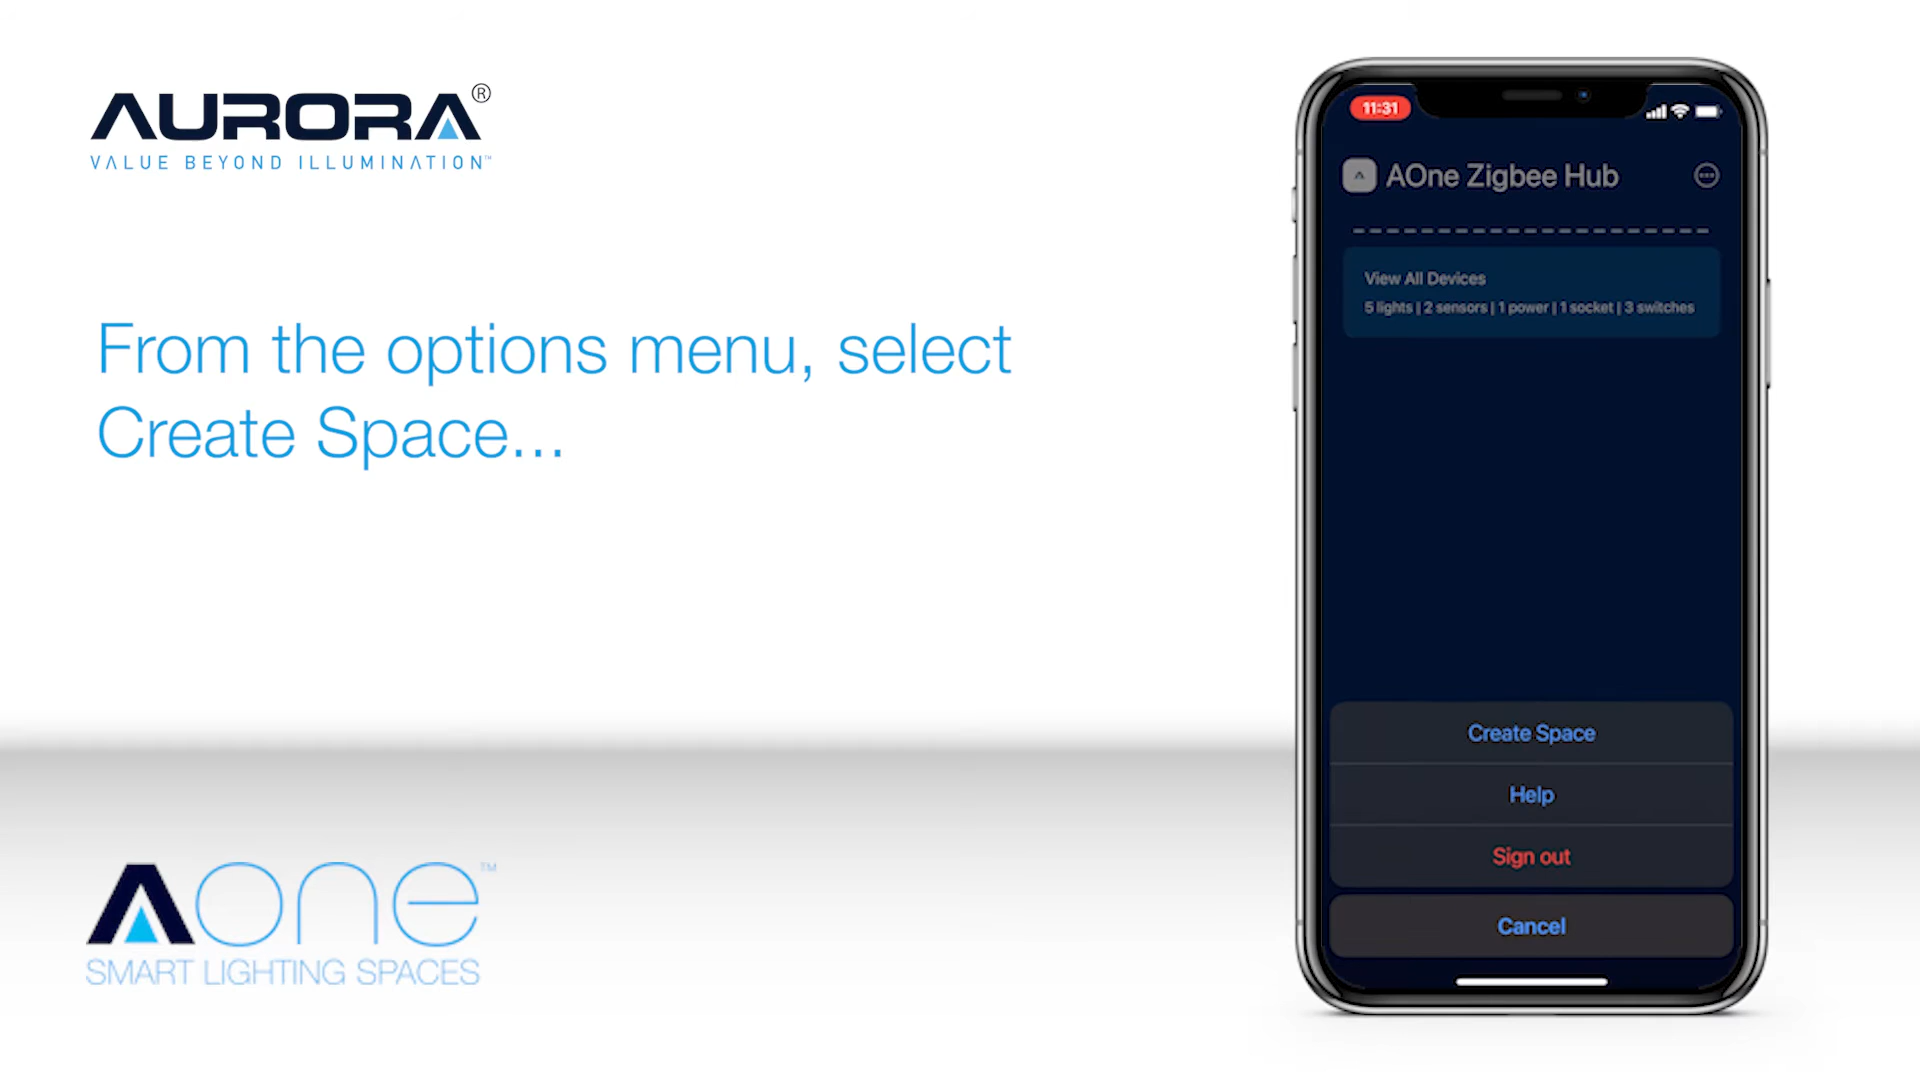 AURORA®
VALUE BEYOND ILLUMINATION™
From the options menu, select
Create Space...
Aone™
SMART LIGHTING SPACES
11:31
AOne Zigbee Hub
View All Devices
5 lights | 2 sensors | 1 power | 1 socket | 3 switches
Create Space
Help
Sign out
Cancel